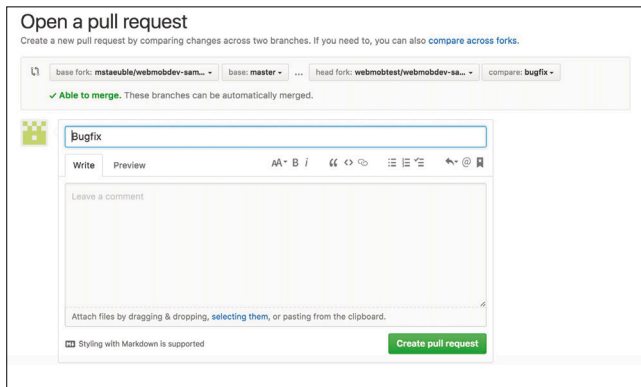 Open a pull request
Create a new pull request by comparing changes across two branches. If you need to, you can also compare across forks.
base fork: mstaeuble/webmobdev-sam... base: master ... head fork: webmobtest/webmobdev-sa... compare: bugfix
✓ Able to merge. These branches can be automatically merged.
Bugfix
Write Preview AA B i “ <>
Leave a comment
Attach files by dragging & dropping, selecting them, or pasting from the clipboard.
Styling with Markdown is supported Create pull request